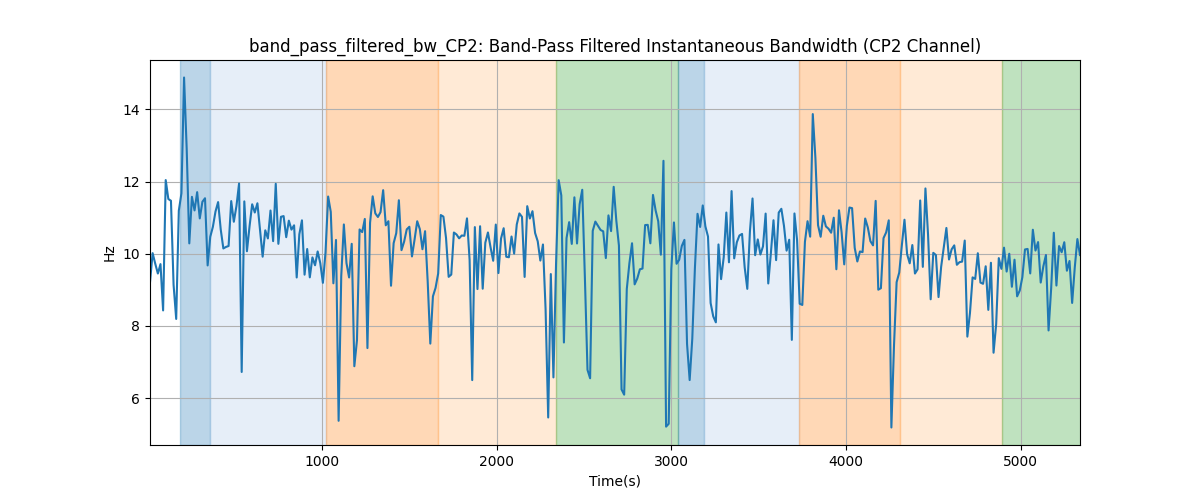 band_pass_filtered_bw_CP2: Band-Pass Filtered Instantaneous Bandwidth (CP2 Channel)
14
12
10
8
6
Hz
1000 2000 3000 4000 5000
Time(s)